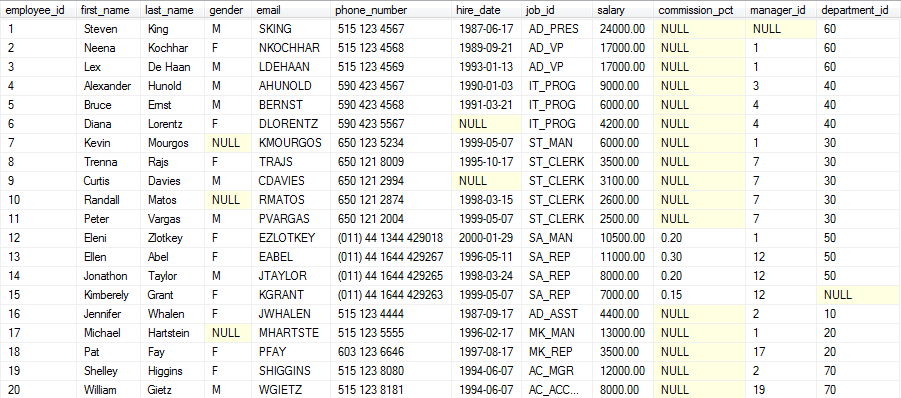 employee_id first_name last_name gender email phone_number hire_date job_id salary commission_pct manager_id department_id
1 Steven King M SKING 515 123 4567 1987-06-17 AD_PRES 24000.00 NULL NULL 60
2 Neena Kochhar F NKOCHHAR 515 123 4568 1989-09-21 AD_VP 17000.00 NULL 1 60
3 Lex De Haan M LDEHAAN 515 123 4569 1993-01-13 AD_VP 17000.00 NULL 1 60
4 Alexander Hunold M AHUNOLD 590 423 4567 1990-01-03 IT_PROG 9000.00 NULL 3 40
5 Bruce Ernst M BERNST 590 423 4568 1991-03-21 IT_PROG 6000.00 NULL 4 40
6 Diana Lorentz F DLORENTZ 590 423 5567 NULL IT_PROG 4200.00 NULL 4 40
7 Kevin Mourgos NULL KMOURGOS 650 123 5234 1999-05-07 ST_MAN 6000.00 NULL 1 30
8 Trenna Rajs F TRAJS 650 121 8009 1995-10-17 ST_CLERK 3500.00 NULL 7 30
9 Curtis Davies M CDAVIES 650 121 2994 NULL ST_CLERK 3100.00 NULL 7 30
10 Randall Matos NULL RMATOS 650 121 2874 1998-03-15 ST_CLERK 2600.00 NULL 7 30
11 Peter Vargas M PVARGAS 650 121 2004 1999-05-07 ST_CLERK 2500.00 NULL 7 30
12 Eleni Zlotkey F EZLOTKEY (011) 44 1344 429018 2000-01-29 SA_MAN 10500.00 0.20 1 50
13 Ellen Abel F EABEL (011) 44 1644 429267 1996-05-11 SA_REP 11000.00 0.30 12 50
14 Jonathon Taylor M JTAYLOR (011) 44 1644 429265 1998-03-24 SA_REP 8000.00 0.20 12 50
15 Kimberely Grant F KGRANT (011) 44 1644 429263 1999-05-07 SA_REP 7000.00 0.15 12 NULL
16 Jennifer Whalen F JWHALEN 515 123 4444 1987-09-17 AD_ASST 4400.00 NULL 2 10
17 Michael Hartstein NULL MHARTSTE 515 123 5555 1996-02-17 MK_MAN 13000.00 NULL 1 20
18 Pat Fay F PFAY 603 123 6646 1997-08-17 MK_REP 3500.00 NULL 17 20
19 Shelley Higgins F SHIGGINS 515 123 8080 1994-06-07 AC_MGR 12000.00 NULL 2 70
20 William Gietz M WGIETZ 515 123 8181 1994-06-07 AC_ACC... 8000.00 NULL 19 70